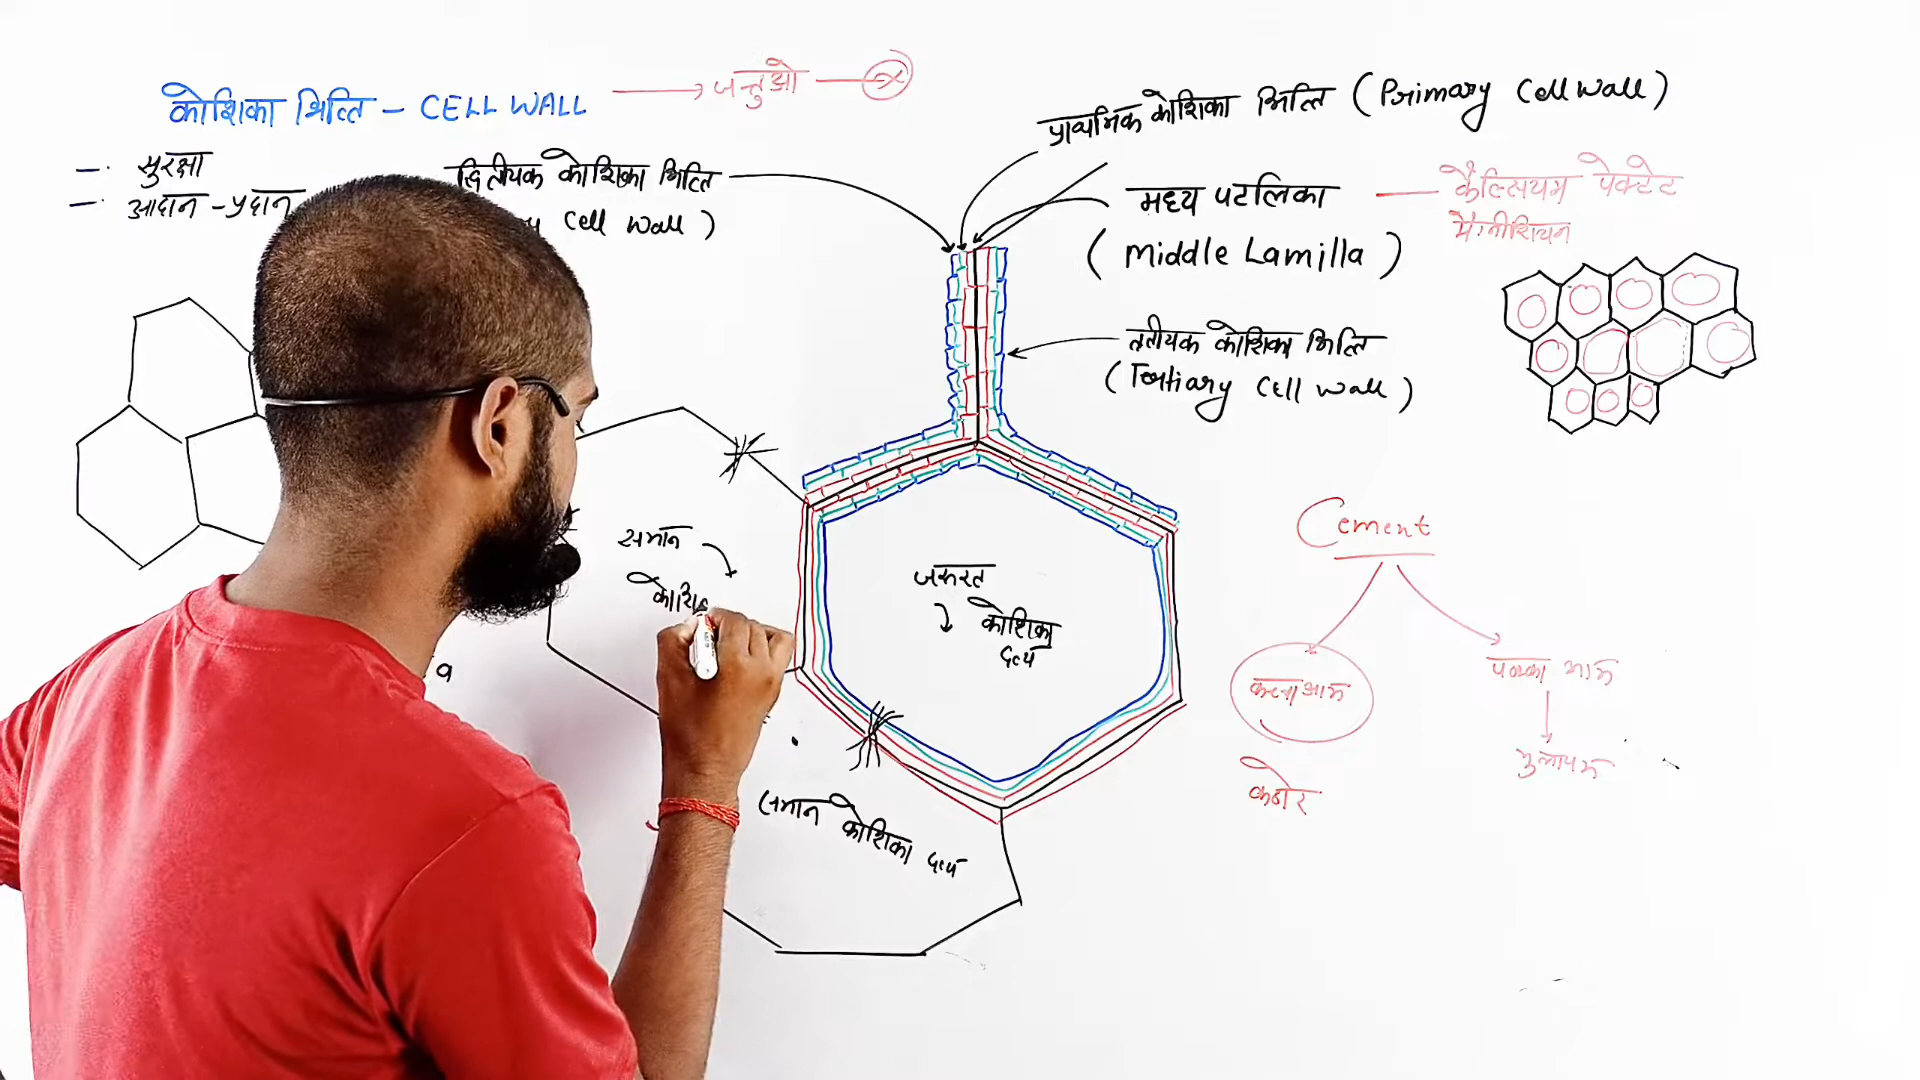 कोशिका भित्ति - CELL WALL
जन्तुओ
- सुरक्षा
- आदान - प्रदान
द्वितीयक कोशिका भित्ति
Cell Wall )
प्राथमिक कोशिका भित्ति ( Primary Cell Wall )
मध्य पटलिका
( Middle Lamilla )
कैल्सियम पेक्टेट
मैग्नीशियम
ततीयक कोशिका भित्ति
( Tertiary Cell Wall )
समान
जरूरत
कोशिका
द्रव्य
समान कोशिका द्रव्य
a
Cement
कच्चा आम
कठोर
पक्का आम
मुलायम